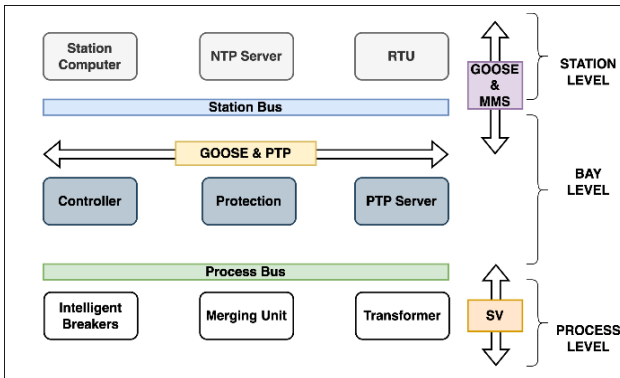 Station
Computer
NTP Server
RTU
GOOSE
&
MMS
STATION
LEVEL
Station Bus
GOOSE & PTP
BAY
LEVEL
Controller
Protection
PTP Server
Process Bus
Intelligent
Breakers
Merging Unit
Transformer
SV
PROCESS
LEVEL